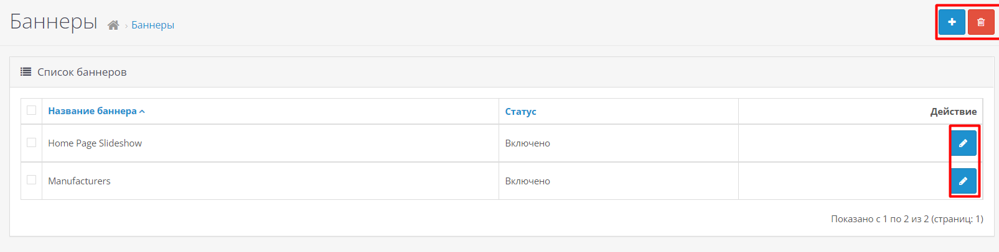 Баннеры
› Баннеры
Список баннеров
Название баннера Статус Действие
Home Page Slideshow Включено
Manufacturers Включено
Показано с 1 по 2 из 2 (страниц: 1)